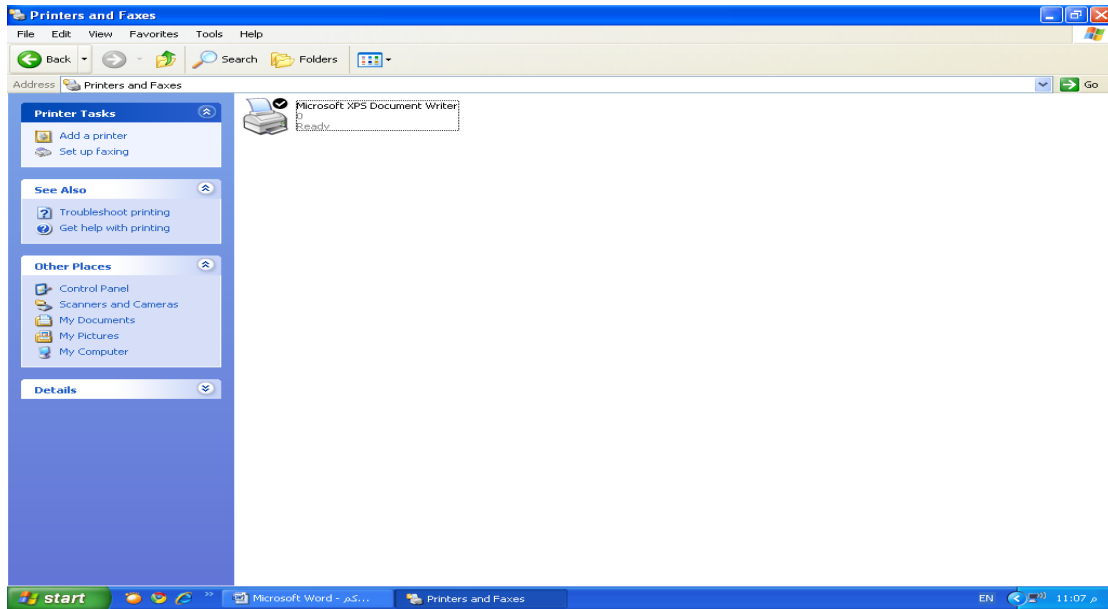 Printers and Faxes
File Edit View Favorites Tools Help
Back Search Folders
Address Printers and Faxes Go
Printer Tasks
Add a printer
Set up faxing
See Also
Troubleshoot printing
Get help with printing
Other Places
Control Panel
Scanners and Cameras
My Documents
My Pictures
My Computer
Details
Microsoft XPS Document Writer
0
Ready
start Microsoft Word - كم... Printers and Faxes EN 11:07 م